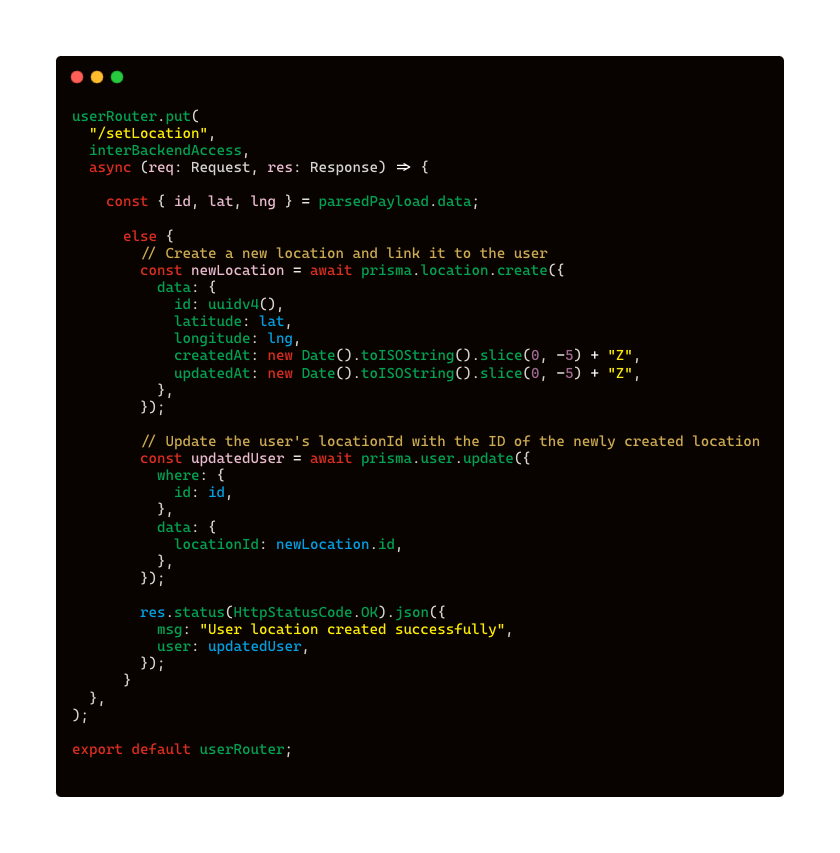 userRouter.put(
"/setLocation",
interBackendAccess,
async (req: Request, res: Response) => {
const { id, lat, lng } = parsedPayload.data;
else {
// Create a new location and link it to the user
const newLocation = await prisma.location.create({
data: {
id: uuidv4(),
latitude: lat,
longitude: lng,
createdAt: new Date().toISOString().slice(0, -5) + "Z",
updatedAt: new Date().toISOString().slice(0, -5) + "Z",
},
});
// Update the user's locationId with the ID of the newly created location
const updatedUser = await prisma.user.update({
where: {
id: id,
},
data: {
locationId: newLocation.id,
},
});
res.status(HttpStatusCode.OK).json({
msg: "User location created successfully",
user: updatedUser,
});
}
},
);
export default userRouter;